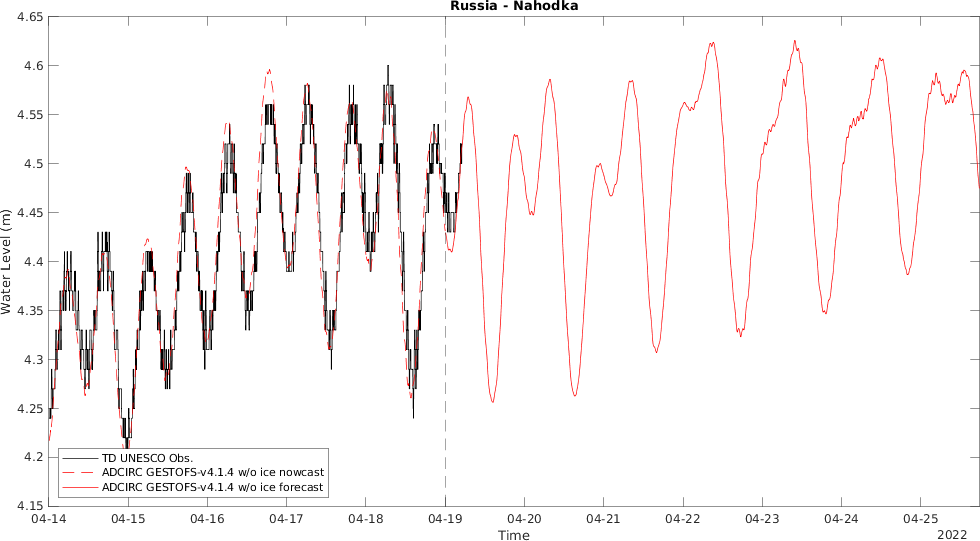 Russia - Nahodka
4.65
4.6
4.55
4.5
4.45
4.4
4.35
4.3
4.25
4.2
4.15
Water Level (m)
TD UNESCO Obs.
ADCIRC GESTOFS-v4.1.4 w/o ice nowcast
ADCIRC GESTOFS-v4.1.4 w/o ice forecast
04-14 04-15 04-16 04-17 04-18 04-19 04-20 04-21 04-22 04-23 04-24 04-25
Time
2022